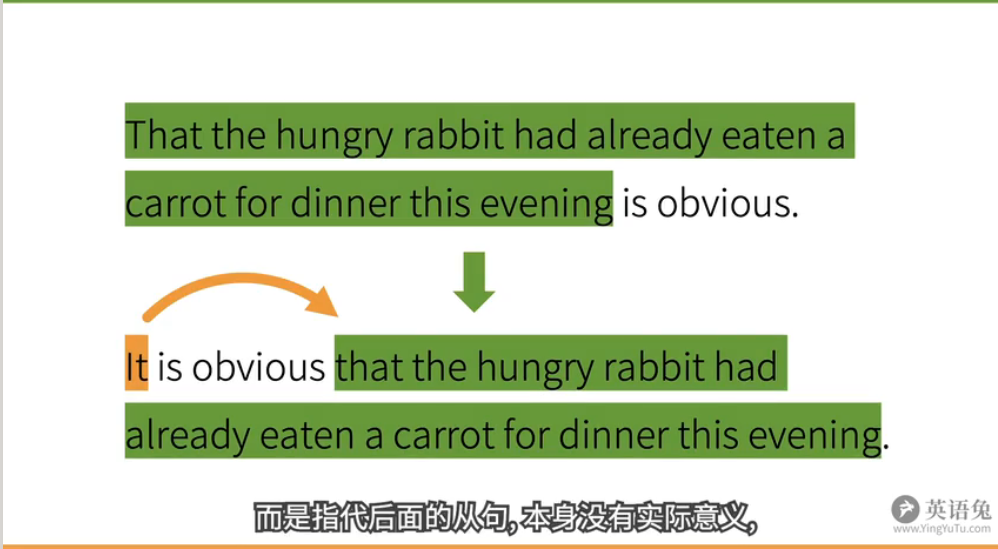 That the hungry rabbit had already eaten a
carrot for dinner this evening is obvious.
It is obvious that the hungry rabbit had
already eaten a carrot for dinner this evening.
而是指代后面的从句, 本身没有实际意义,
英语兔
www.YingYuTu.com